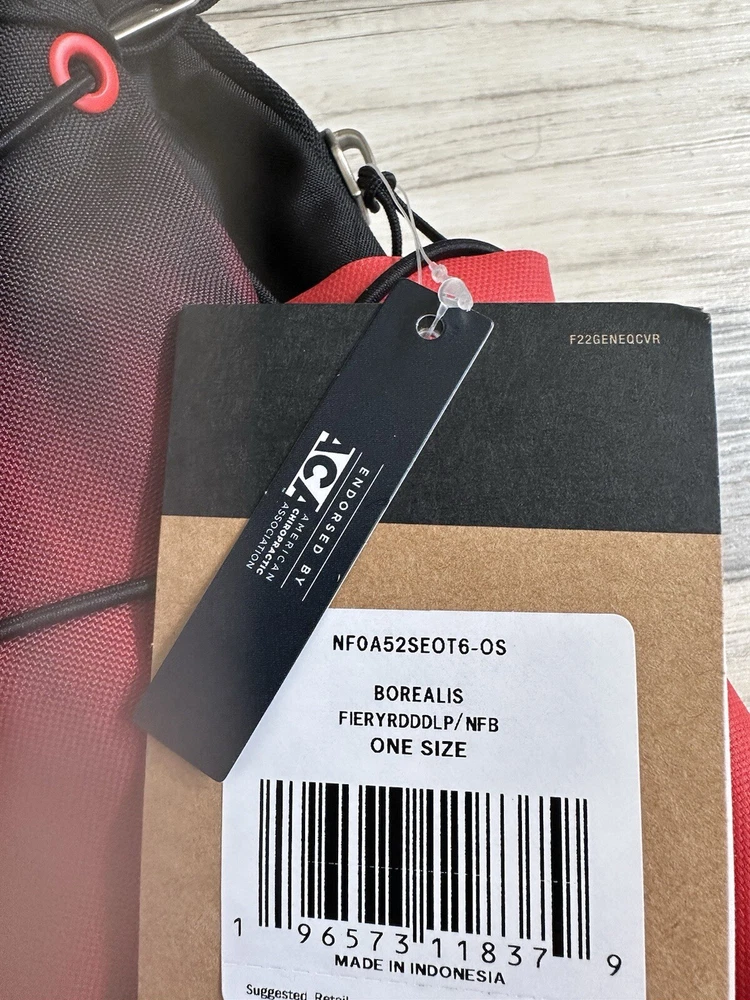 F22GENEQCVR
ENDORSED BY
ACA
AMERICAN
CHIROPRACTIC
ASSOCIATION
NF0A52SEOT6-OS
BOREALIS
FIERYRDDDLP/NFB
ONE SIZE
1 96573 11837 9
MADE IN INDONESIA
Suggested Retail